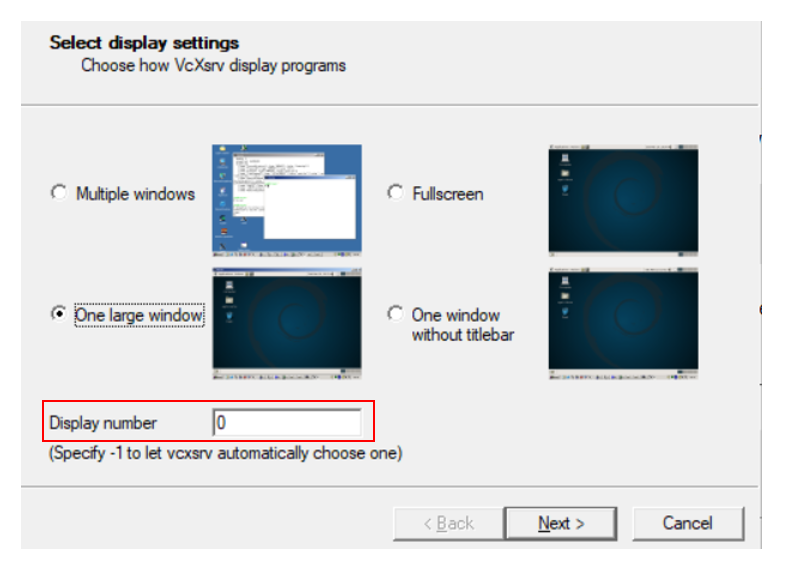 Select display settings
Choose how VcXsrv display programs
Multiple windows
Fullscreen
One large window
One window
without titlebar
Display number
0
(Specify -1 to let vcxsrv automatically choose one)
< Back
Next >
Cancel